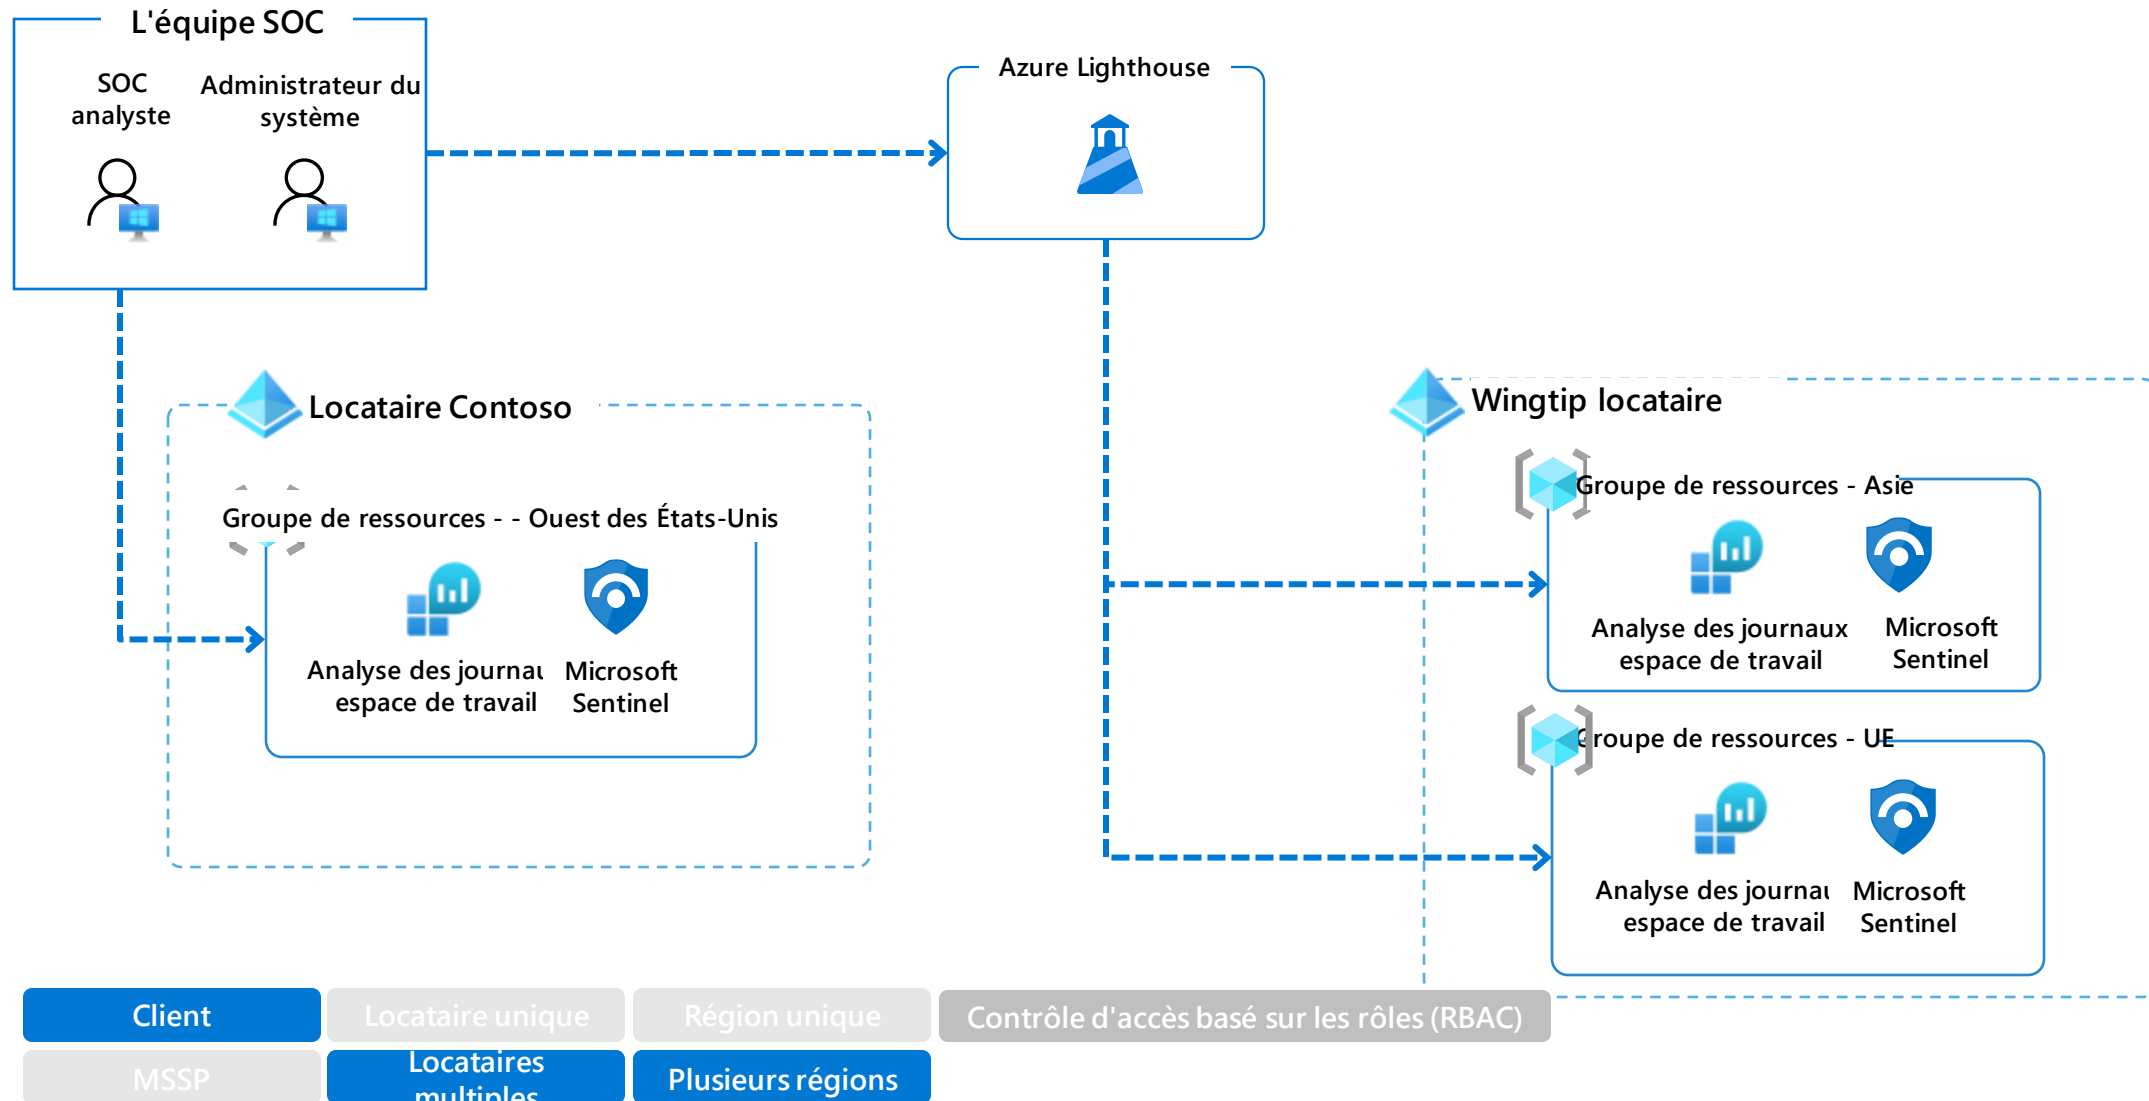 L'équipe SOC
SOC
analyste
Administrateur du
système
Azure Lighthouse
Locataire Contoso
Groupe de ressources - - Ouest des États-Unis
Analyse des journau
espace de travail
Microsoft
Sentinel
Wingtip locataire
Groupe de ressources - Asie
Analyse des journaux
espace de travail
Microsoft
Sentinel
Groupe de ressources - UE
Analyse des journau
espace de travail
Microsoft
Sentinel
Client
Locataire unique
Région unique
Contrôle d'accès basé sur les rôles (RBAC)
MSSP
Locataires
multiples
Plusieurs régions